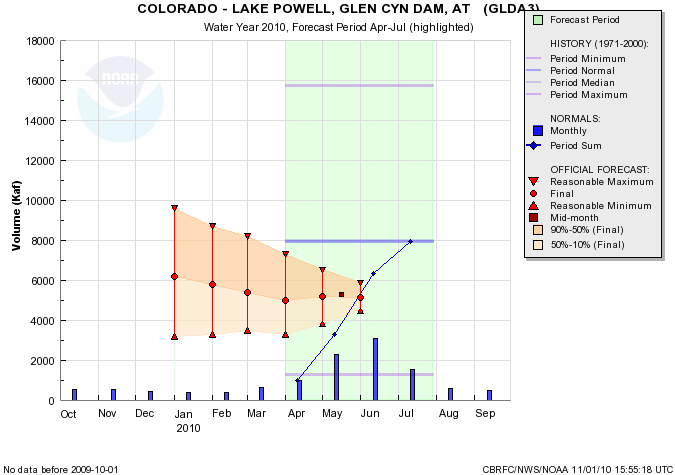 COLORADO - LAKE POWELL, GLEN CYN DAM, AT (GLDA3)
Water Year 2010, Forecast Period Apr-Jul (highlighted)
Forecast Period
HISTORY (1971-2000):
Period Minimum
Period Normal
Period Median
Period Maximum
NORMALS:
Monthly
Period Sum
OFFICIAL FORECAST:
Reasonable Maximum
Final
Reasonable Minimum
Mid-month
90%-50% (Final)
50%-10% (Final)
NOAA
Volume (Kaf)
18000
16000
14000
12000
10000
8000
6000
4000
2000
0
Oct Nov Dec Jan Feb Mar Apr May Jun Jul Aug Sep
2010
No data before 2009-10-01
CBRFC/NWS/NOAA 11/01/10 15:55:18 UTC